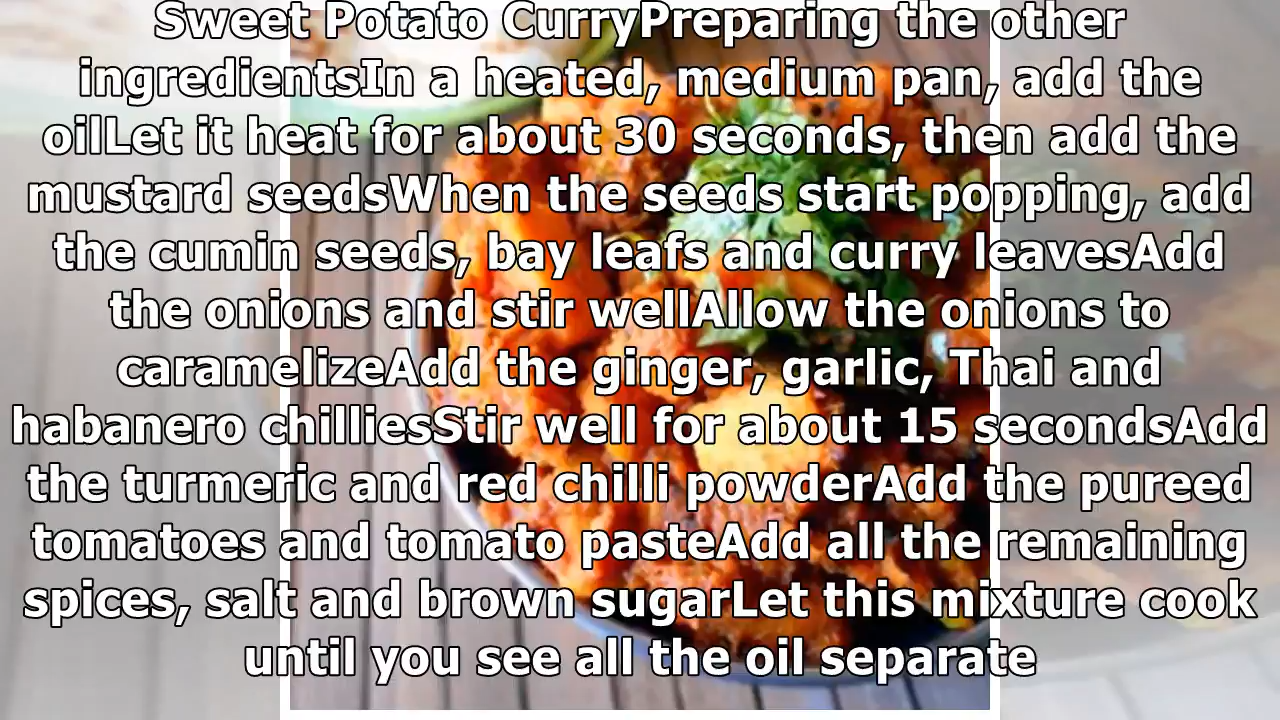 Sweet Potato CurryPreparing the other
ingredientsIn a heated, medium pan, add the
oilLet it heat for about 30 seconds, then add the
mustard seedsWhen the seeds start popping, add
the cumin seeds, bay leafs and curry leavesAdd
the onions and stir wellAllow the onions to
caramelizeAdd the ginger, garlic, Thai and
habanero chilliesStir well for about 15 secondsAdd
the turmeric and red chilli powderAdd the pureed
tomatoes and tomato pasteAdd all the remaining
spices, salt and brown sugarLet this mixture cook
until you see all the oil separate